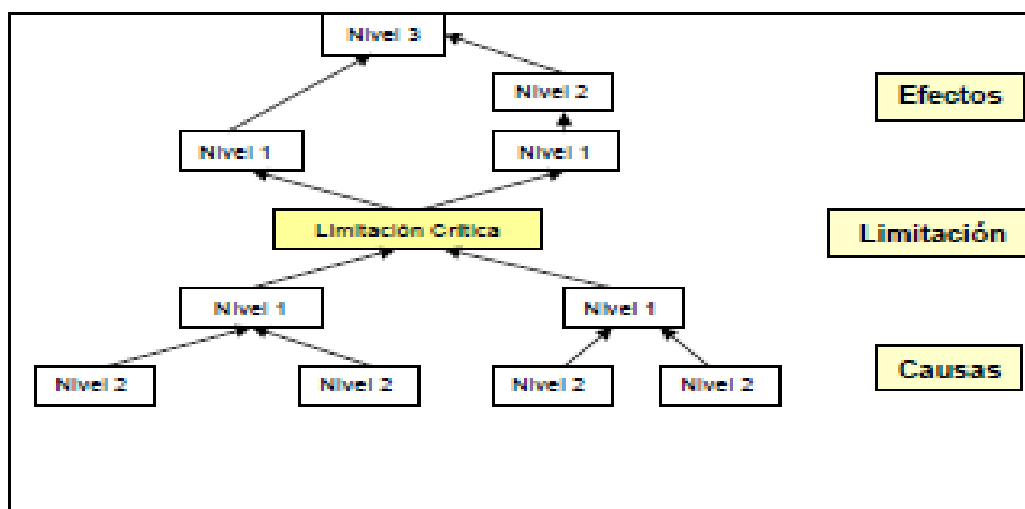 Nivel 3
Nivel 2
Efectos
Nivel 1
Nivel 1
Limitación Crítica
Limitación
Nivel 1
Nivel 1
Causas
Nivel 2
Nivel 2
Nivel 2
Nivel 2